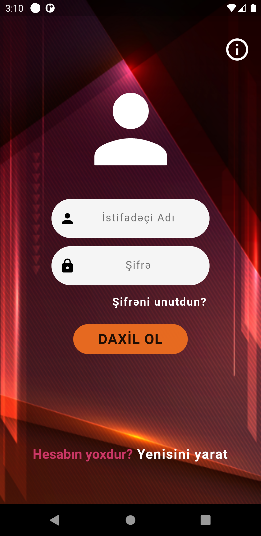 3:10
İstifadəçi Adı
Şifrə
Şifrəni unutdun?
DAXİL OL
Hesabın yoxdur? Yenisini yarat